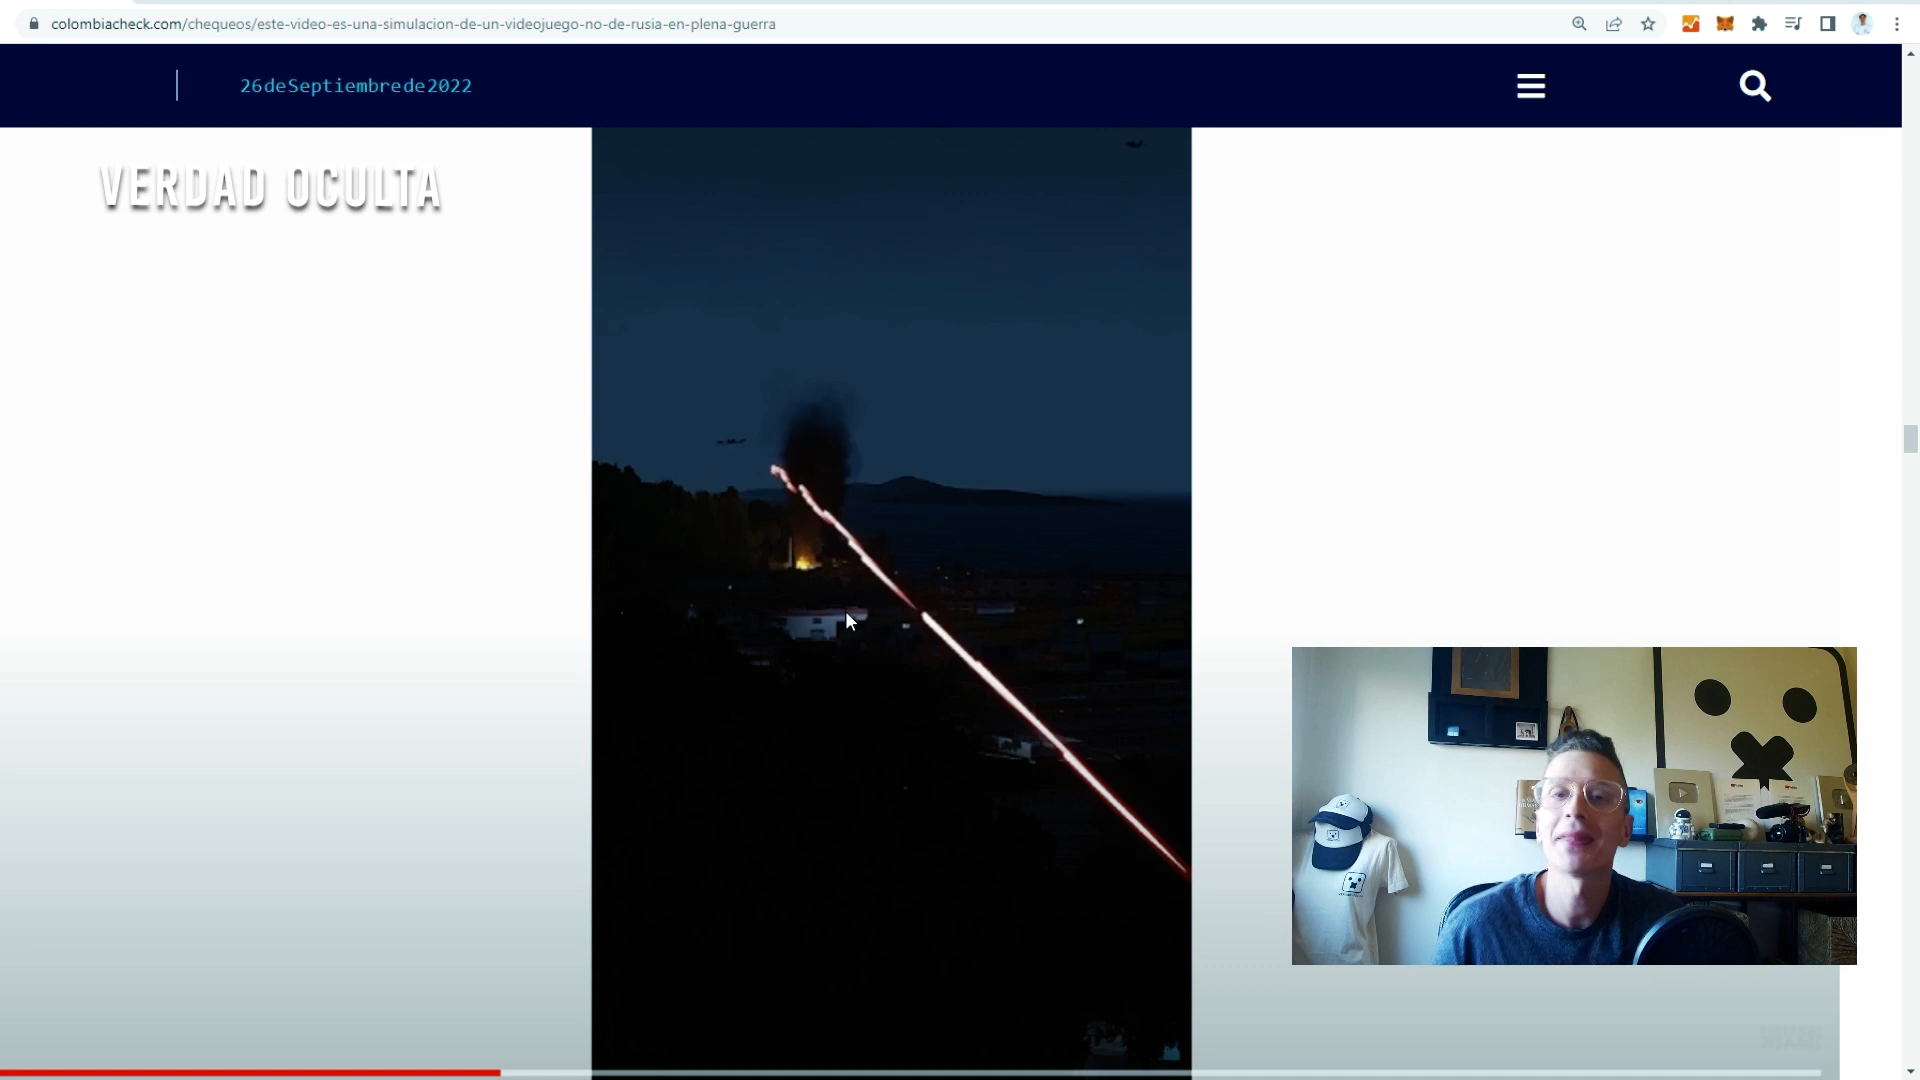 colombiacheck.com/chequeos/este-video-es-una-simulacion-de-un-videojuego-no-de-rusia-en-plena-guerra
26deSeptiembrede2022
VERDAD OCULTA